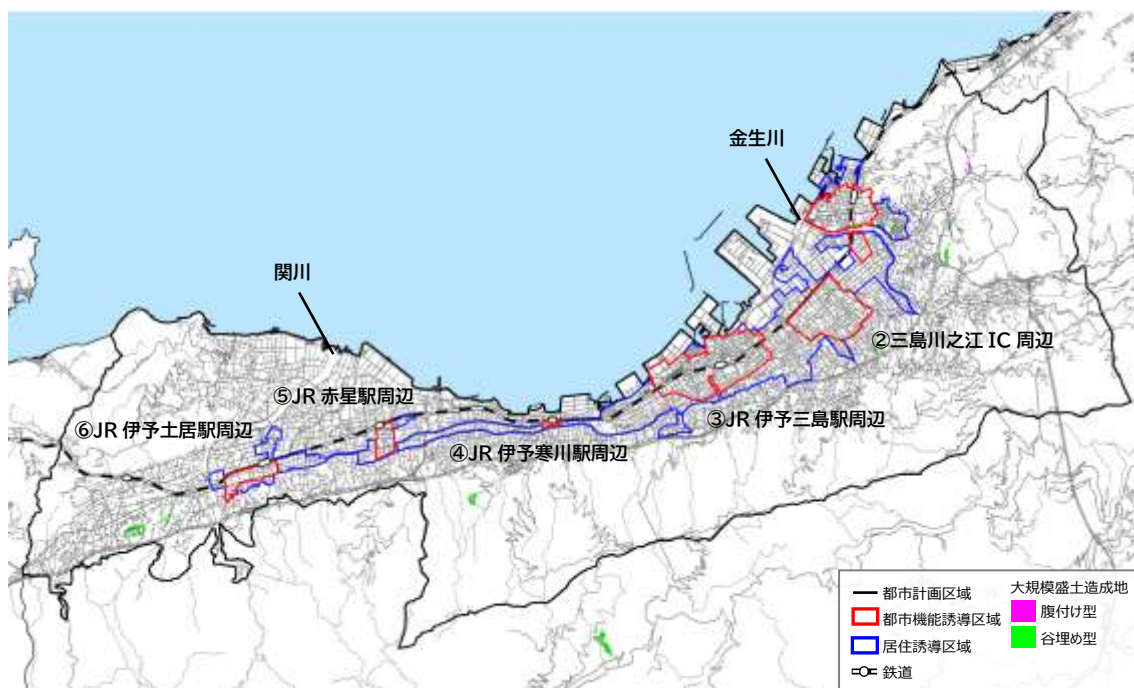 金生川
関川
②三島川之江 IC 周辺
⑤JR 赤星駅周辺
③JR 伊予三島駅周辺
⑥JR 伊予土居駅周辺
④JR 伊予寒川駅周辺
都市計画区域
都市機能誘導区域
居住誘導区域
鉄道
大規模盛土造成地
腹付け型
谷埋め型